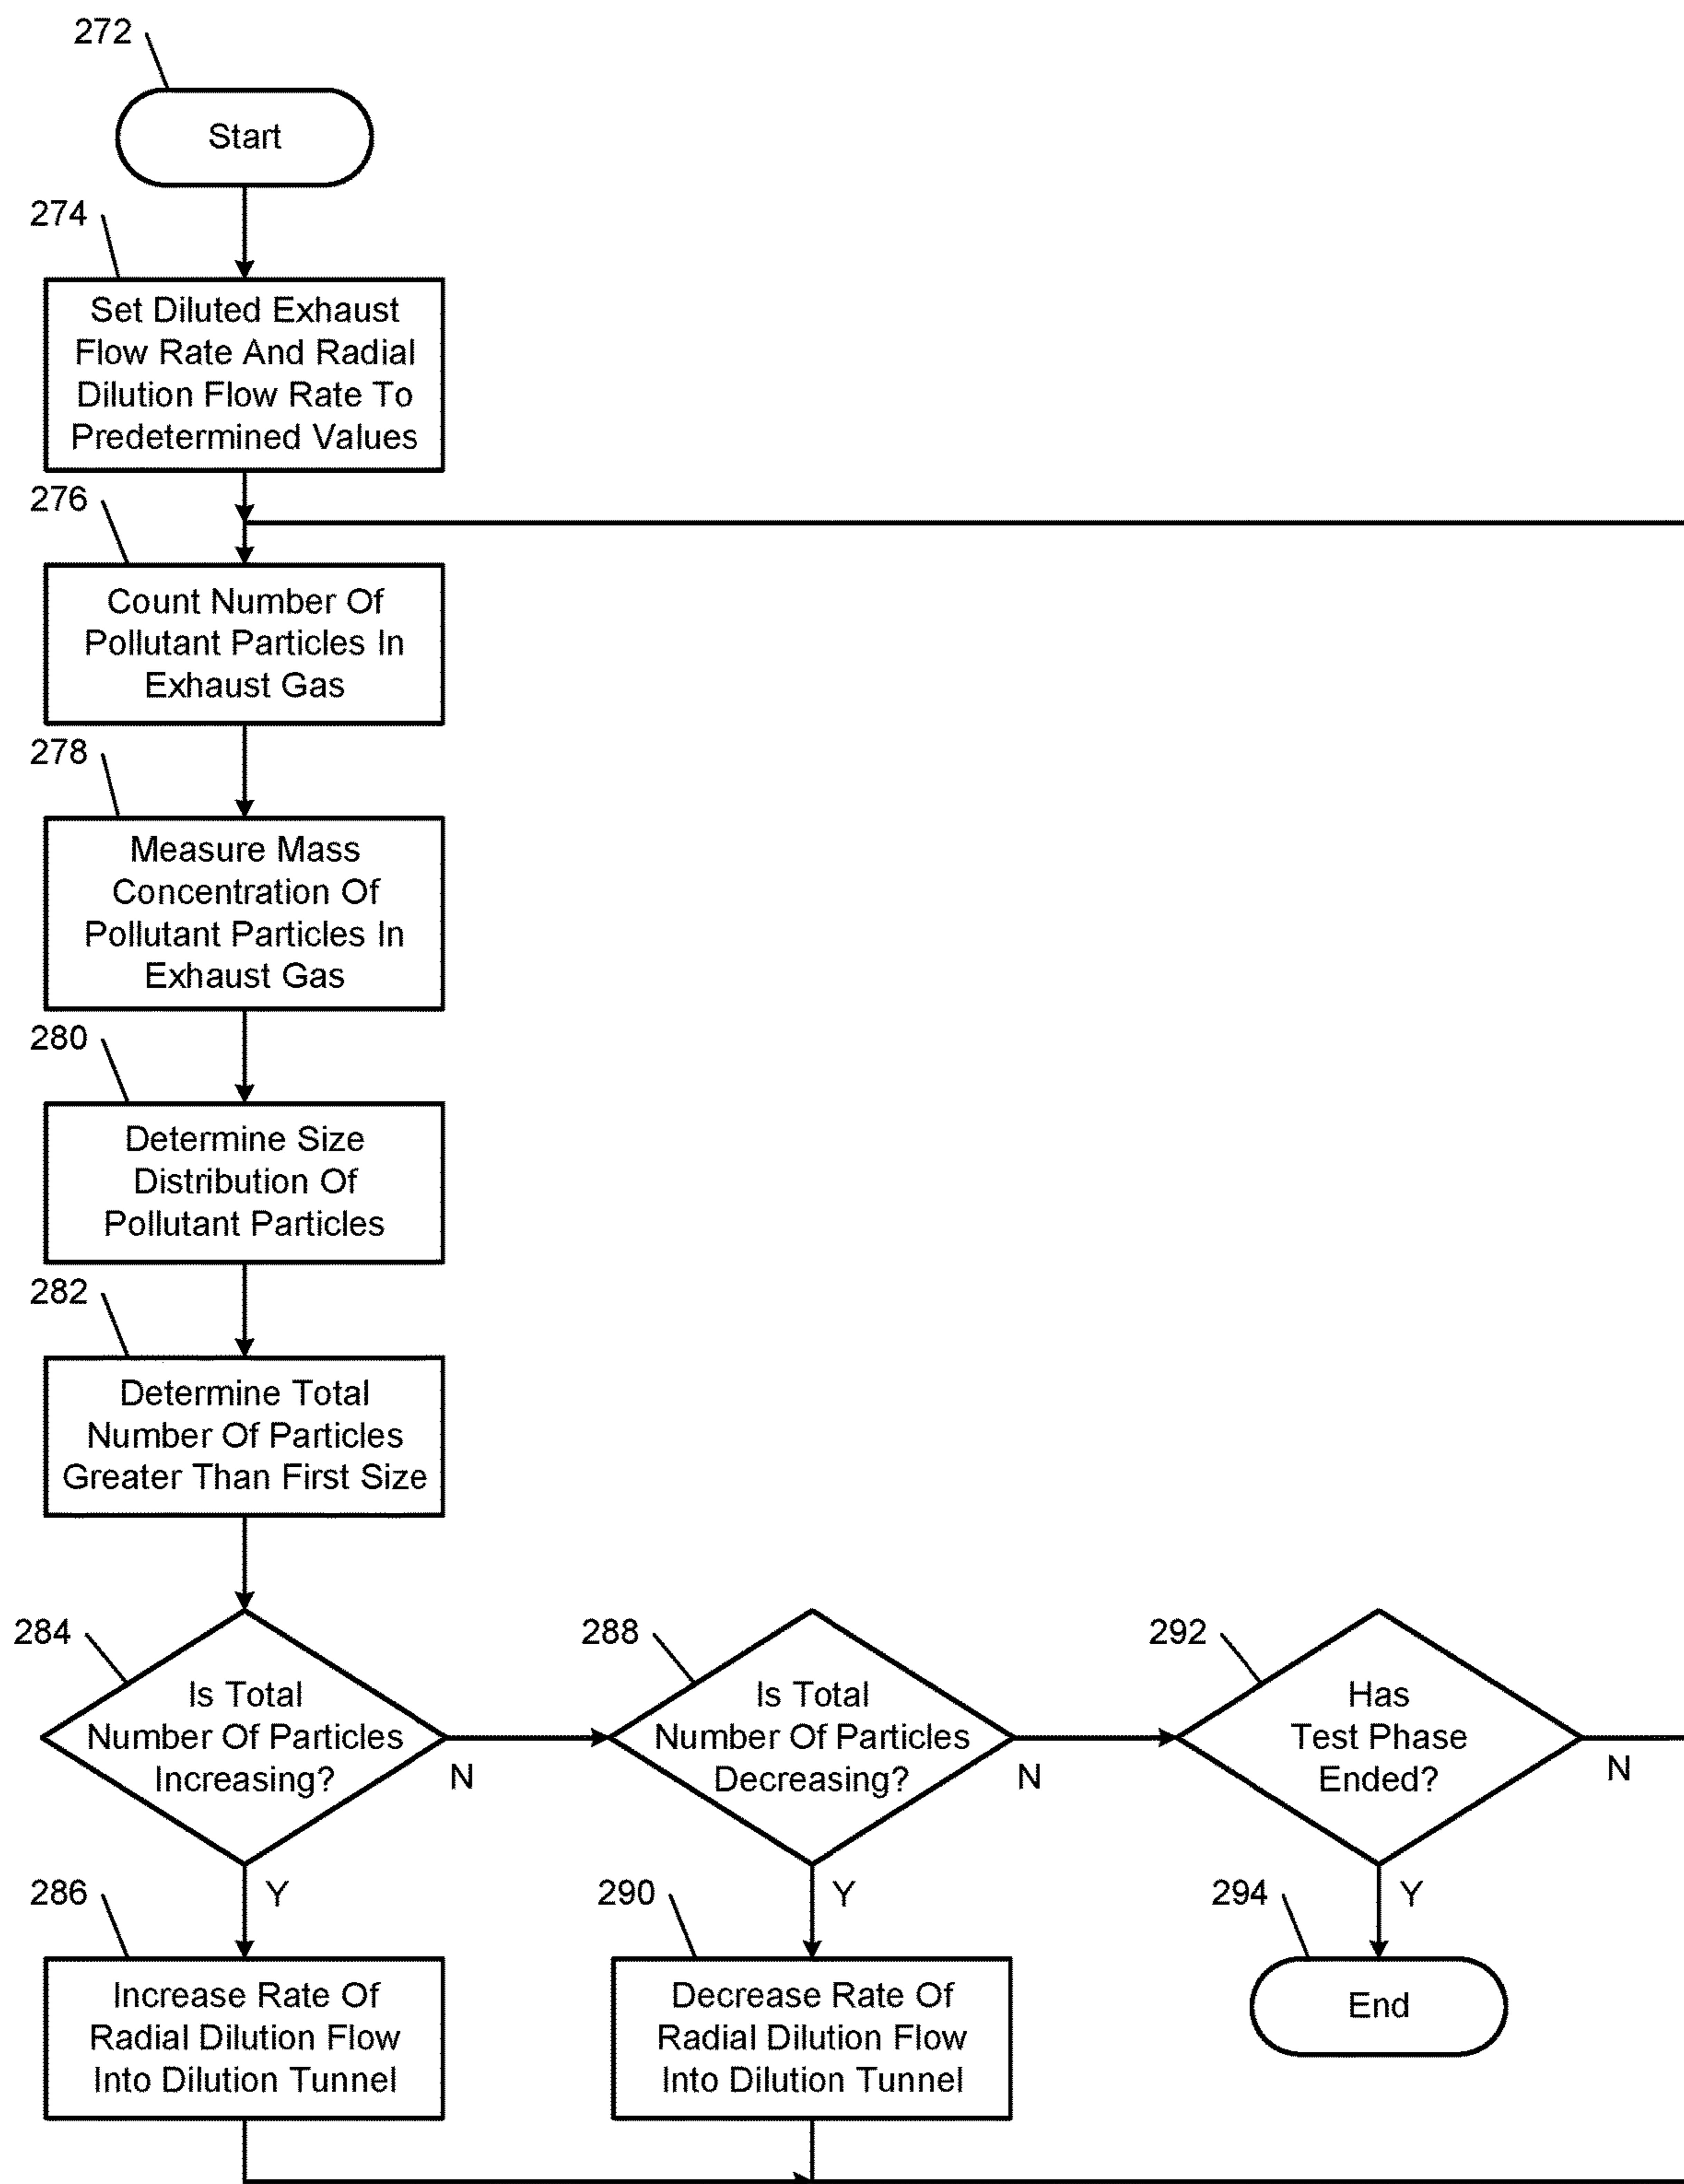 272
Start
274
Set Diluted Exhaust
Flow Rate And Radial
Dilution Flow Rate To
Predetermined Values
276
Count Number Of
Pollutant Particles In
Exhaust Gas
278
Measure Mass
Concentration Of
Pollutant Particles In
Exhaust Gas
280
Determine Size
Distribution Of
Pollutant Particles
282
Determine Total
Number Of Particles
Greater Than First Size
284
Is Total
Number Of Particles
Increasing?
N
Y
288
Is Total
Number Of Particles
Decreasing?
N
Y
292
Has
Test Phase
Ended?
N
Y
286
Increase Rate Of
Radial Dilution Flow
Into Dilution Tunnel
290
Decrease Rate Of
Radial Dilution Flow
Into Dilution Tunnel
294
End